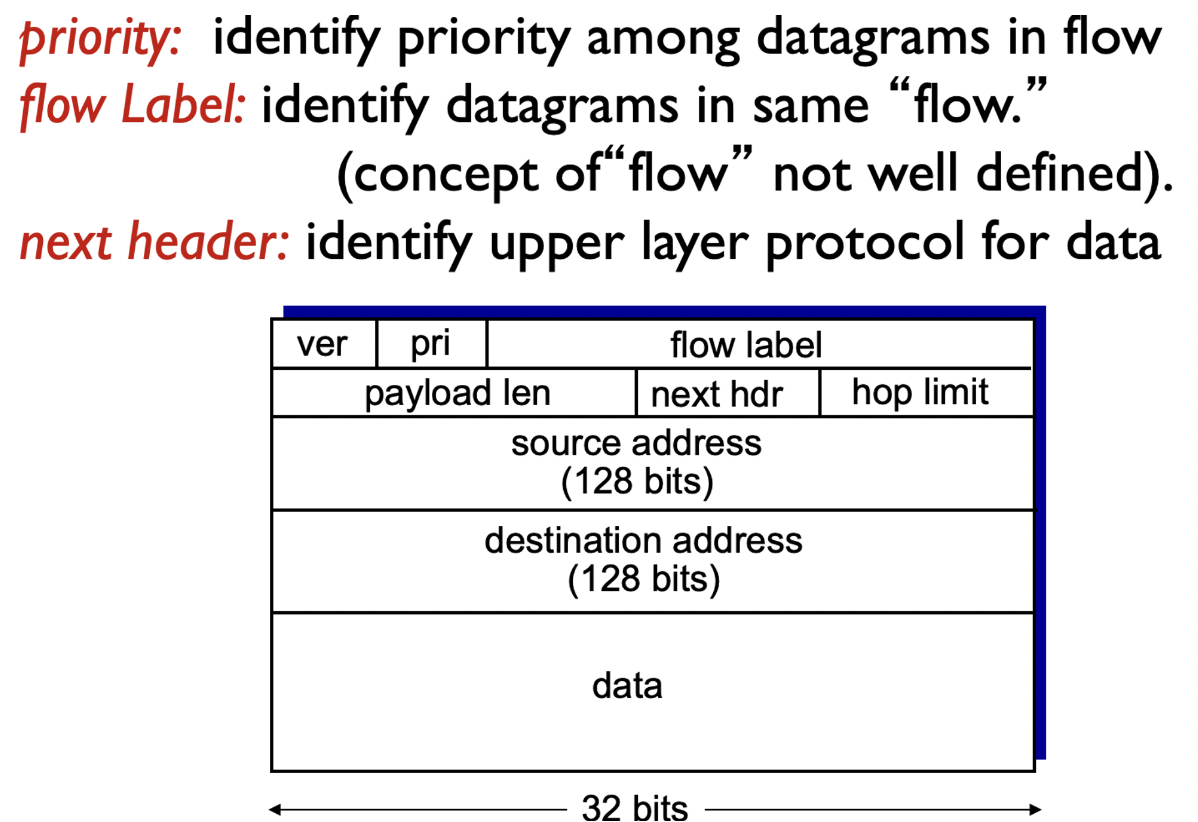 priority: identify priority among datagrams in flow
flow Label: identify datagrams in same “flow.”
(concept of“flow” not well defined).
next header: identify upper layer protocol for data
ver pri flow label
payload len next hdr hop limit
source address
(128 bits)
destination address
(128 bits)
data
32 bits